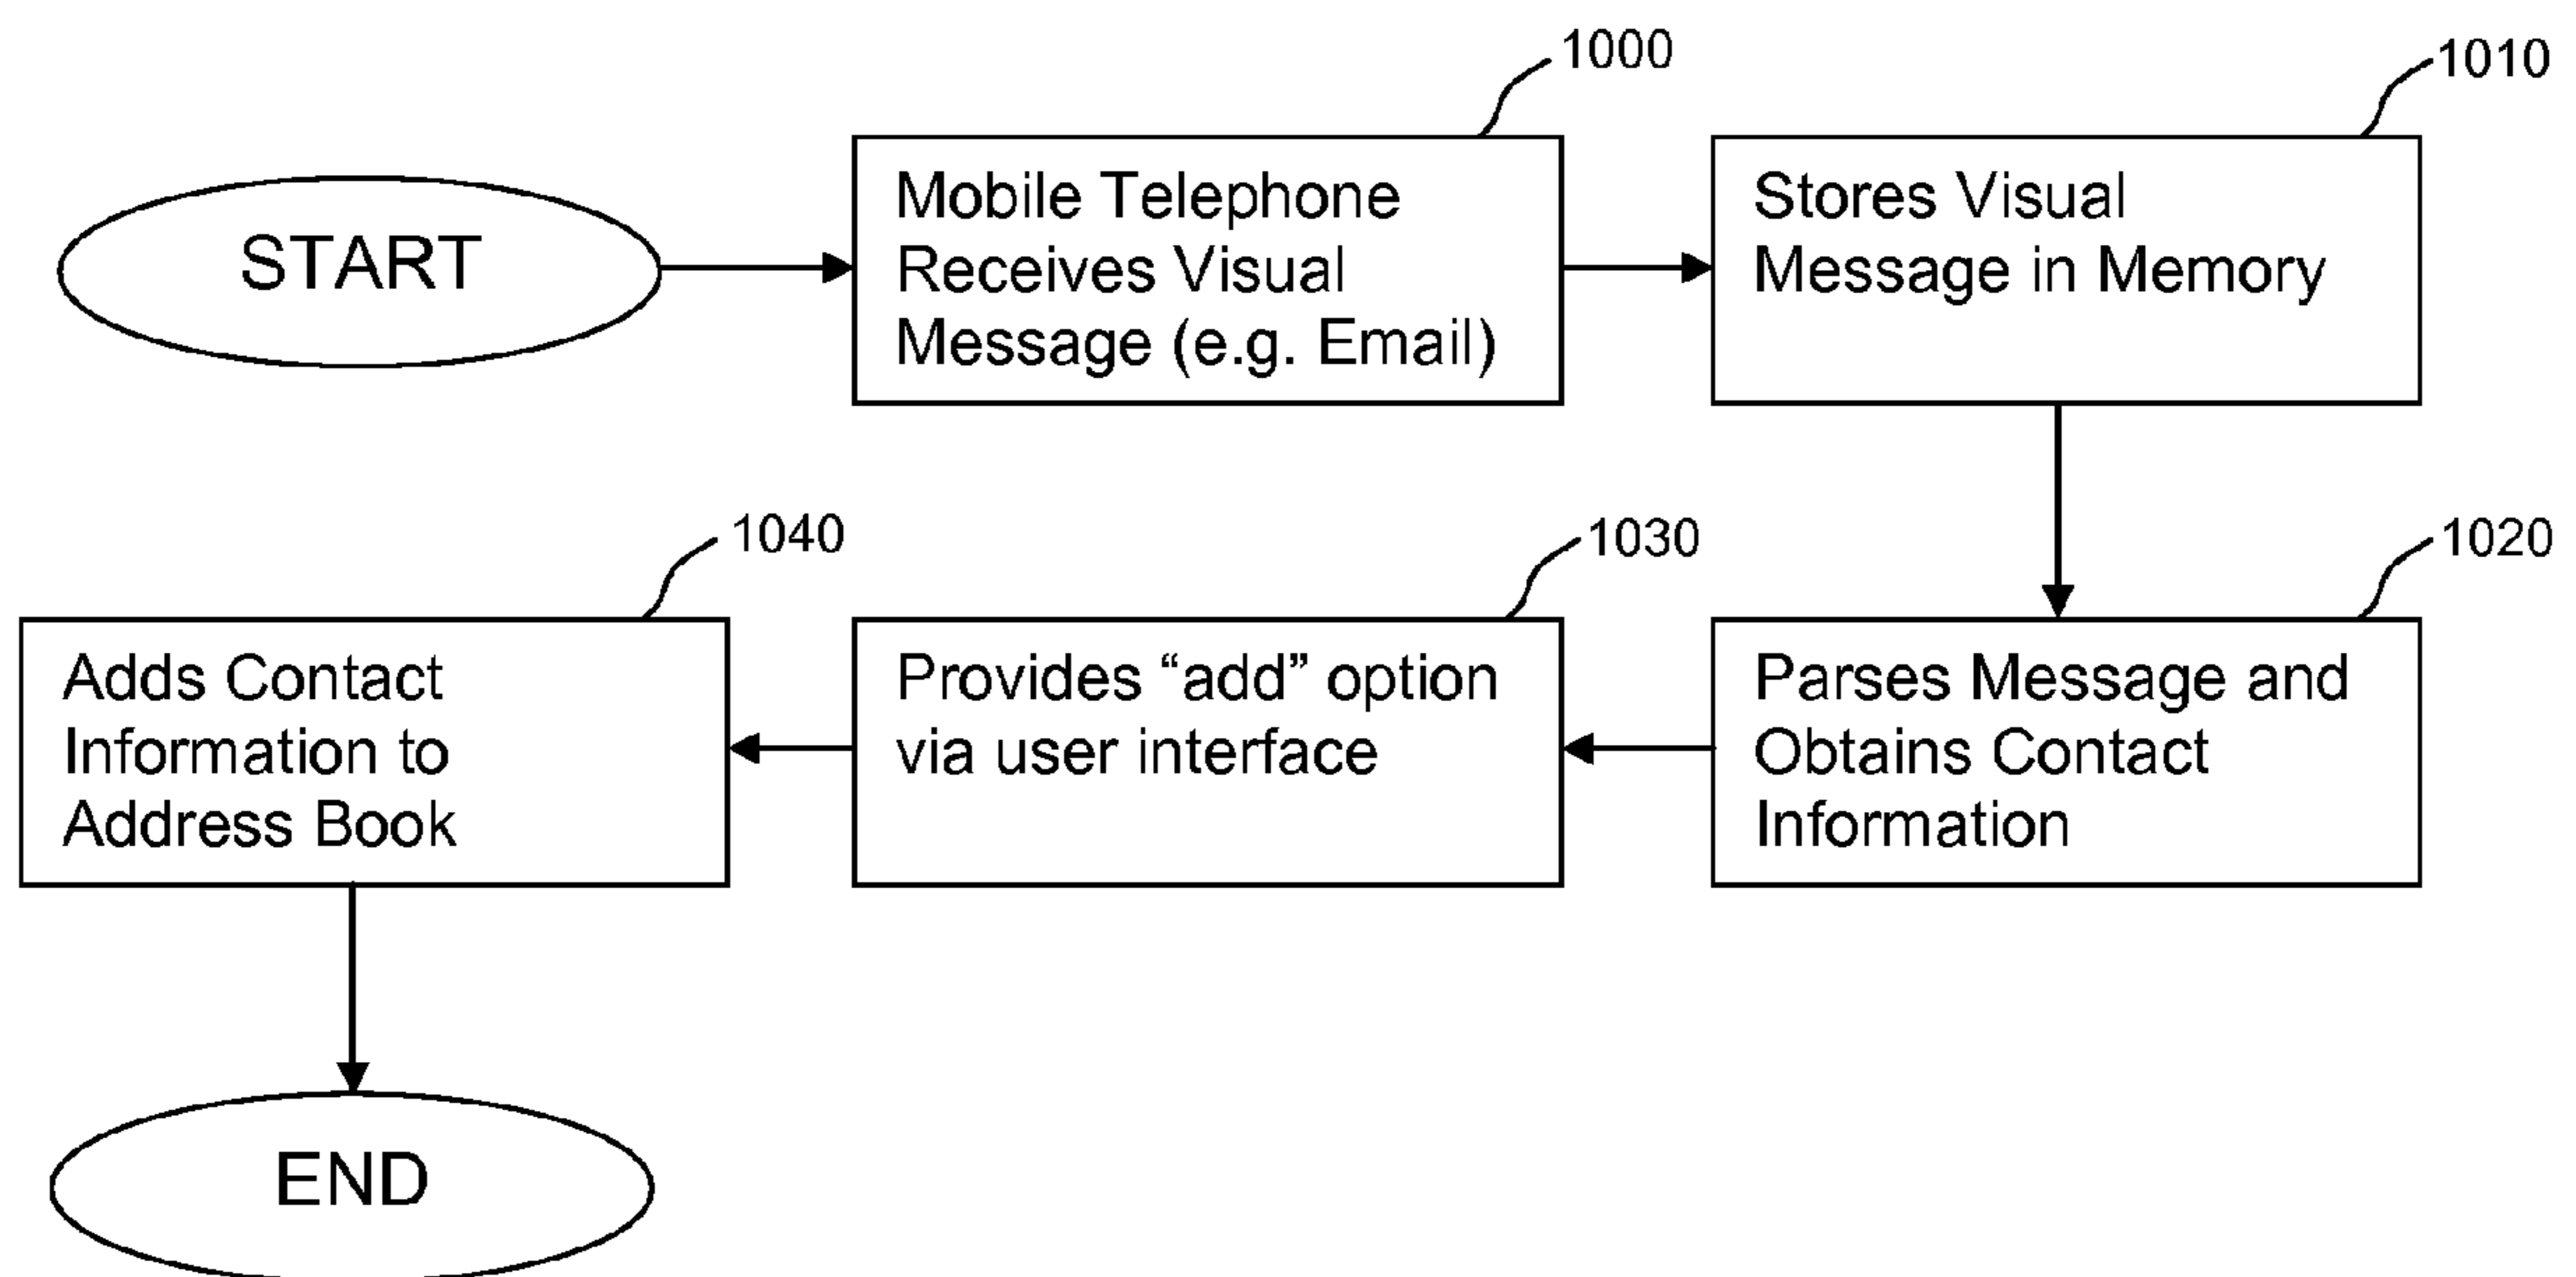 START
1000
Mobile Telephone
Receives Visual
Message (e.g. Email)
1010
Stores Visual
Message in Memory
1020
Parses Message and
Obtains Contact
Information
1030
Provides “add” option
via user interface
1040
Adds Contact
Information to
Address Book
END